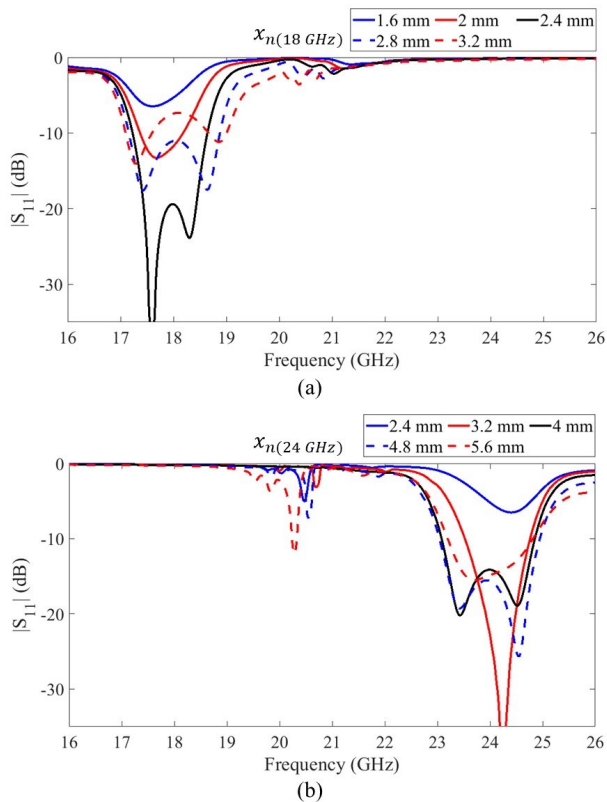 x_n(18 GHz)
1.6 mm 2 mm 2.4 mm
2.8 mm 3.2 mm
0
-10
-20
-30
|S_11| (dB)
16 17 18 19 20 21 22 23 24 25 26
Frequency (GHz)
(a)
x_n(24 GHz)
2.4 mm 3.2 mm 4 mm
4.8 mm 5.6 mm
0
-10
-20
-30
|S_11| (dB)
16 17 18 19 20 21 22 23 24 25 26
Frequency (GHz)
(b)